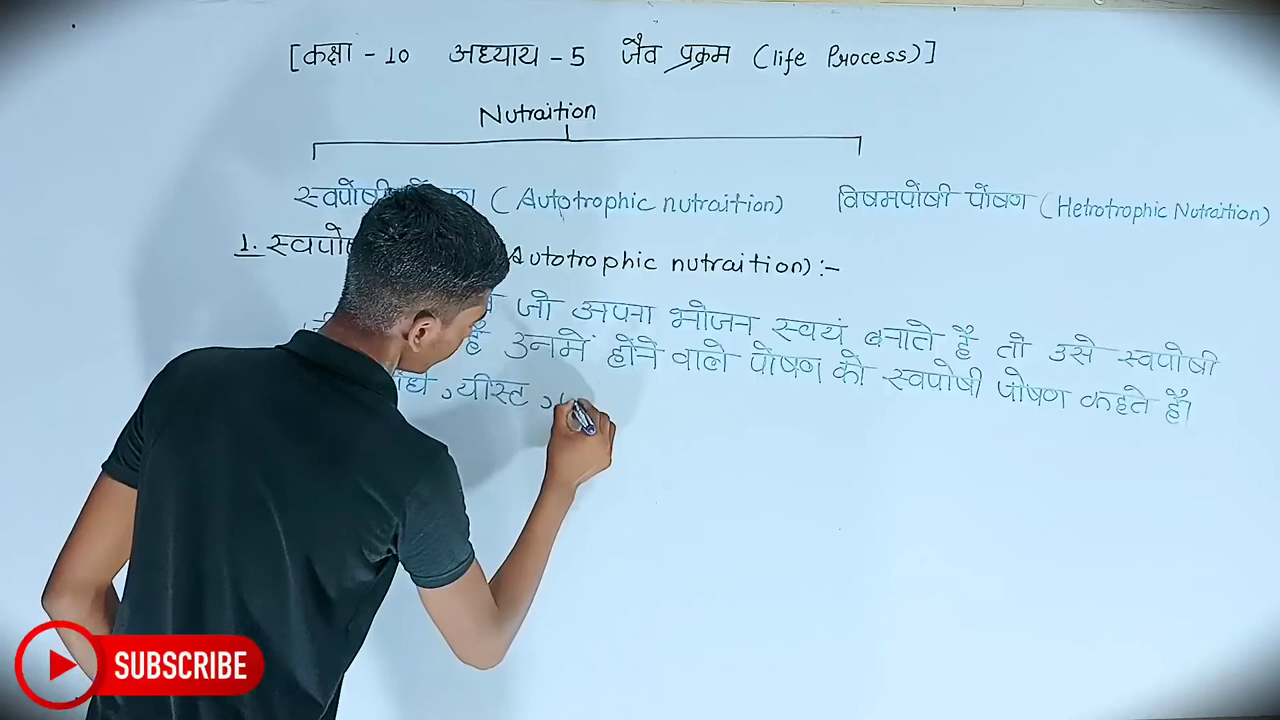 [कक्षा - 10 अध्याय - 5 जैव प्रक्रम (life Process)]
Nutraition
स्वपोषी (Autotrophic nutraition) विषमपोषी पोषण (Hetrotrophic Nutraition)
1. Autotrophic nutraition) :-
जो अपना भोजन स्वयं बनाते है तो उसे स्वपोषी
है उनमें होने वाले पोषण को स्वपोषी पोषण कहते है।
, यीस्ट ,
SUBSCRIBE